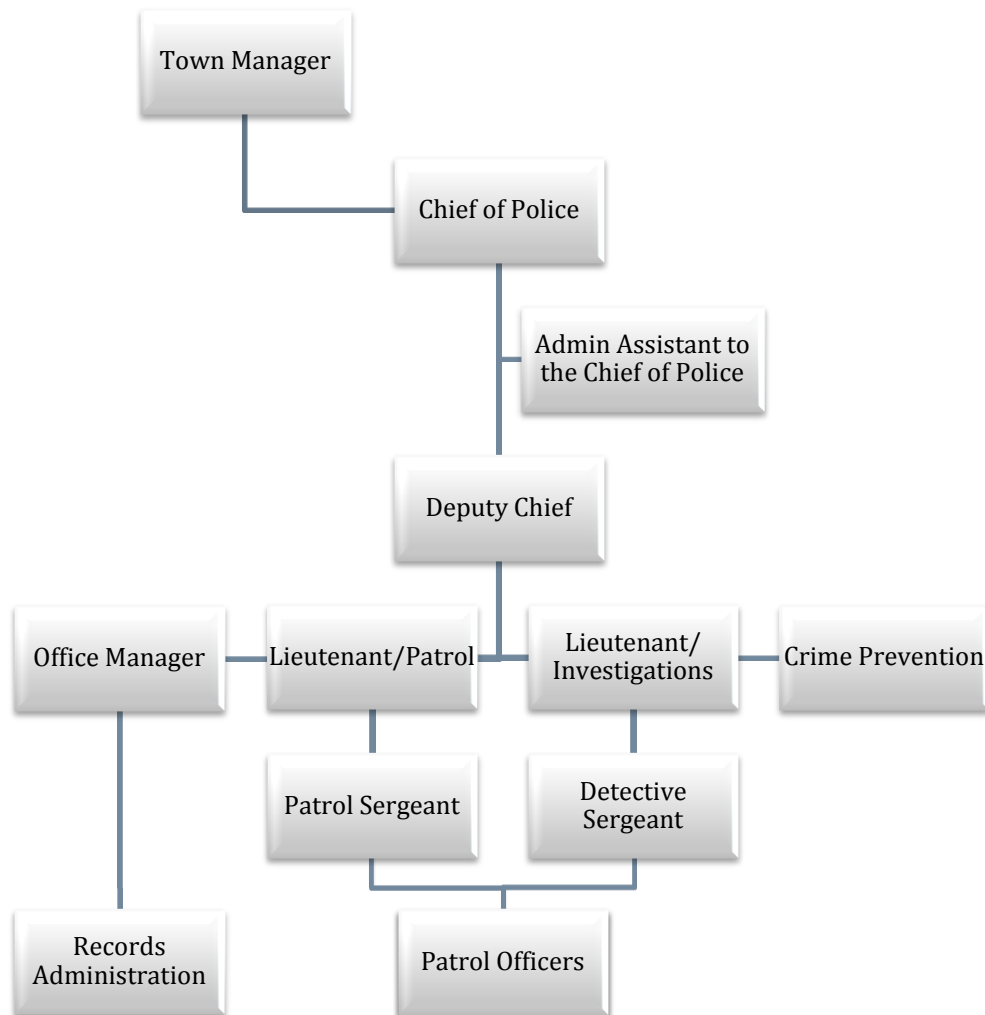 Town Manager
Chief of Police
Admin Assistant to
the Chief of Police
Deputy Chief
Office Manager
Lieutenant/Patrol
Lieutenant/
Investigations
Crime Prevention
Patrol Sergeant
Detective
Sergeant
Records
Administration
Patrol Officers